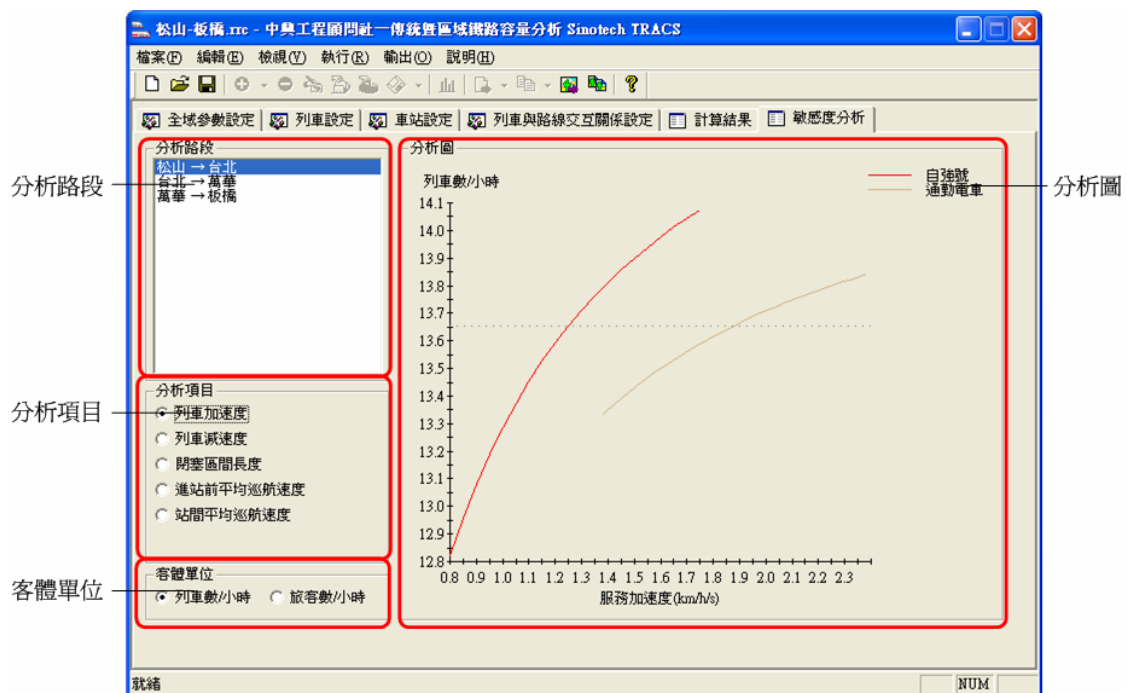 松山-板橋.rrc - 中興工程顧問社—傳統暨區域鐵路容量分析 Sinotech TRACS
檔案(F) 編輯(E) 檢視(V) 執行(R) 輸出(O) 說明(H)
全域參數設定 列車設定 車站設定 列車與路線交互關係設定 計算結果 敏感度分析
分析路段
分析路段
松山 → 台北
台北 → 萬華
萬華 → 板橋
分析項目
分析項目
列車加速度
列車減速度
閉塞區間長度
進站前平均巡航速度
站間平均巡航速度
客體單位
客體單位
列車數/小時 旅客數/小時
分析圖
分析圖
列車數/小時
自強號
通勤電車
14.1
14.0
13.9
13.8
13.7
13.6
13.5
13.4
13.3
13.2
13.1
13.0
12.9
12.8
0.8 0.9 1.0 1.1 1.2 1.3 1.4 1.5 1.6 1.7 1.8 1.9 2.0 2.1 2.2 2.3
服務加速度(km/h/s)
就緒
NUM